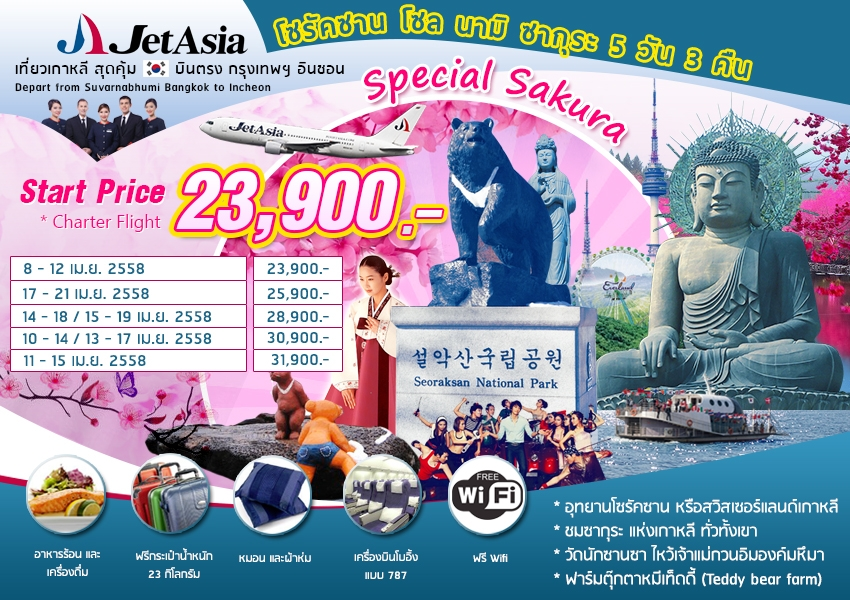 JetAsia
โซรัคซาน โซล นามิ ซากุระ 5 วัน 3 คืน
เที่ยวเกาหลี สุดคุ้ม บินตรง กรุงเทพฯ อินชอน
Depart from Suvarnabhumi Bangkok to Incheon
Special Sakura
JetAsia
Start Price 23,900.-
* Charter Flight
8 - 12 เม.ย. 2558 23,900.-
17 - 21 เม.ย. 2558 25,900.-
14 - 18 / 15 - 19 เม.ย. 2558 28,900.-
10 - 14 / 13 - 17 เม.ย. 2558 30,900.-
11 - 15 เม.ย. 2558 31,900.-
Everland
설악산국립공원
Seoraksan National Park
FREE
WiFi
อาหารร้อน และ
เครื่องดื่ม
ฟรีกระเป๋าน้ำหนัก
23 กิโลกรัม
หมอน และผ้าห่ม
เครื่องบินโบอิ้ง
แบบ 787
ฟรี Wifi
* อุทยานโซรัคซาน หรือสวิสเซอร์แลนด์เกาหลี
* ชมซากุระ แห่งเกาหลี ทั่วทั้งเขา
* วัดนักซานซา ไหว้เจ้าแม่กวนอิมองค์มหึมา
* ฟาร์มตุ๊กตาหมีเท็ดดี้ (Teddy bear farm)